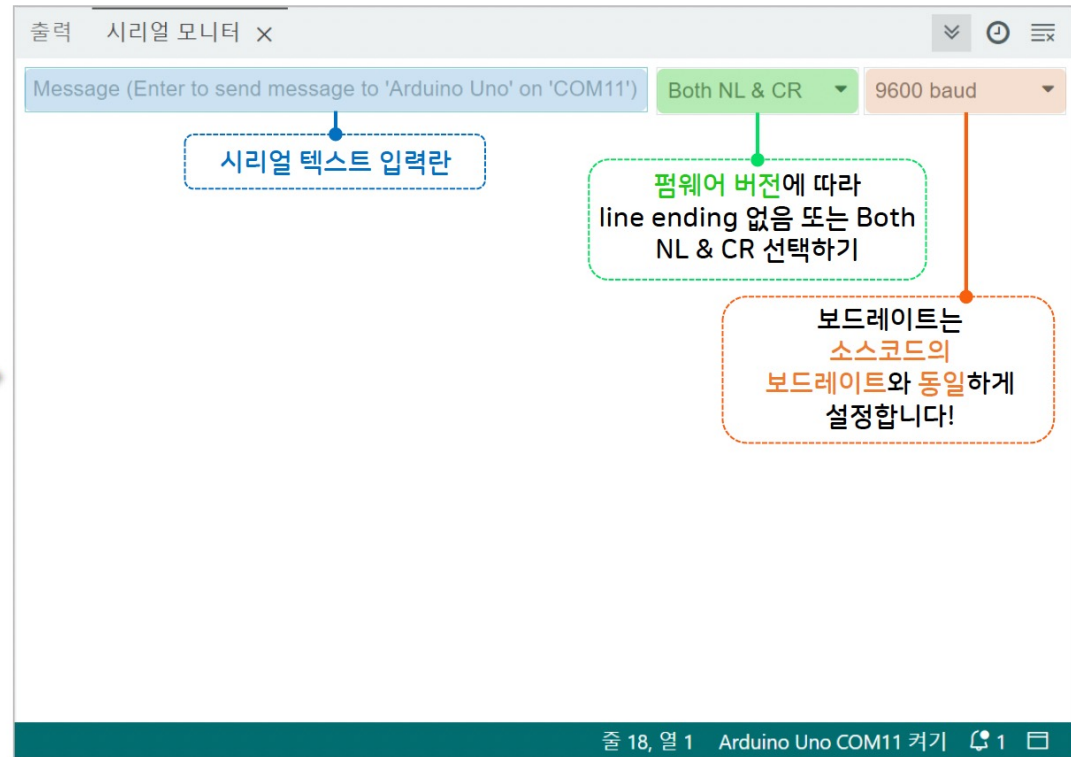 출력 시리얼 모니터
Message (Enter to send message to 'Arduino Uno' on 'COM11') Both NL & CR 9600 baud
시리얼 텍스트 입력란
펌웨어 버전에 따라
line ending 없음 또는 Both
NL & CR 선택하기
보드레이트는
소스코드의
보드레이트와 동일하게
설정합니다!
줄 18, 열 1 Arduino Uno COM11 켜기 1